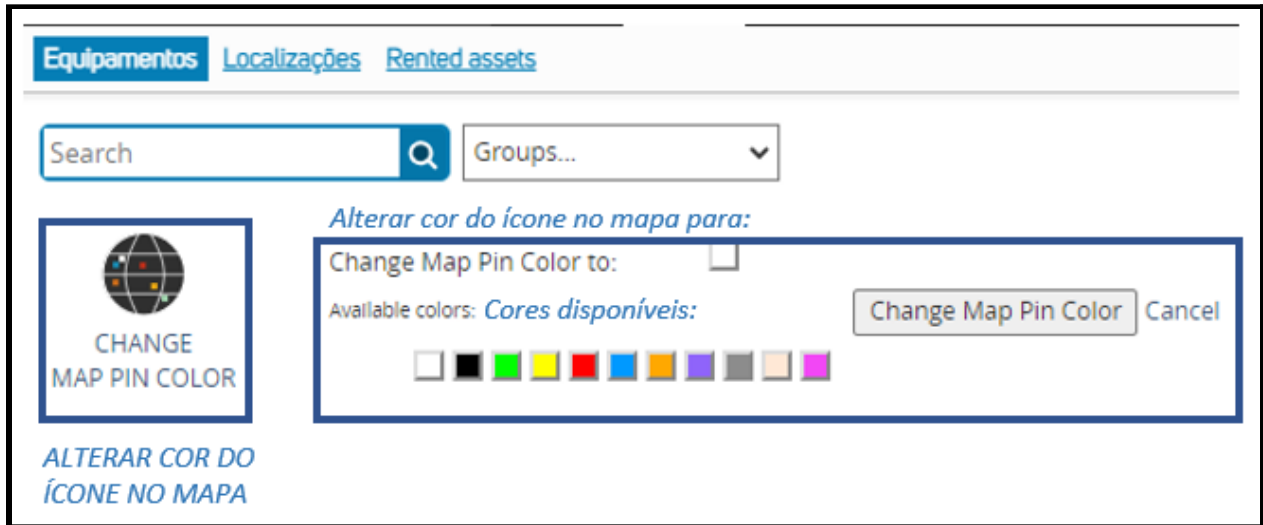 Equipamentos Localizações Rented assets
Search Groups...
Alterar cor do ícone no mapa para:
Change Map Pin Color to:
Available colors: Cores disponíveis:
Change Map Pin Color Cancel
CHANGE
MAP PIN COLOR
ALTERAR COR DO
ÍCONE NO MAPA